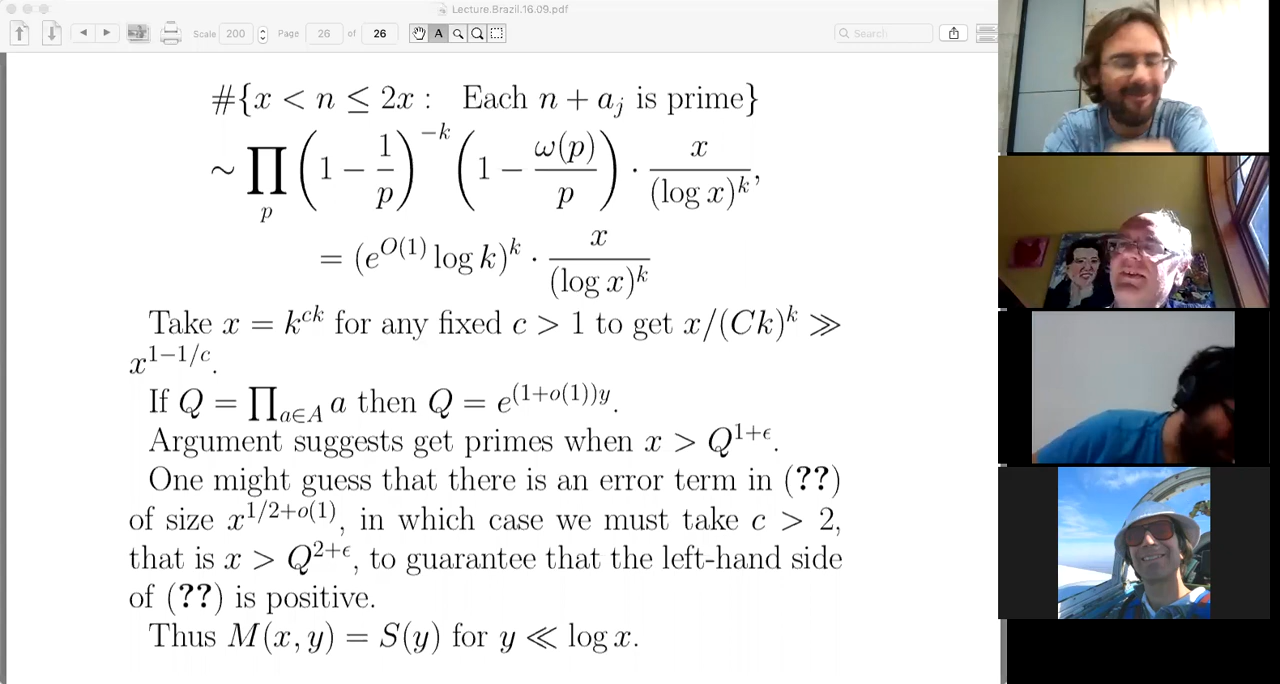 Lecture.Brazil.16.09.pdf
Scale 200 Page 26 of 26 A Search
#{x < n ≤ 2x : Each n + a_j is prime}
∼ ∏_p (1 − 1/p)^{−k} (1 − ω(p)/p) · x/(log x)^k,
= (e^{O(1)} log k)^k · x/(log x)^k
Take x = k^{ck} for any fixed c > 1 to get x/(Ck)^k ≫
x^{1−1/c}.
If Q = ∏_{a∈A} a then Q = e^{(1+o(1))y}.
Argument suggests get primes when x > Q^{1+ϵ}.
One might guess that there is an error term in (??)
of size x^{1/2+o(1)}, in which case we must take c > 2,
that is x > Q^{2+ϵ}, to guarantee that the left-hand side
of (??) is positive.
Thus M(x, y) = S(y) for y ≪ log x.